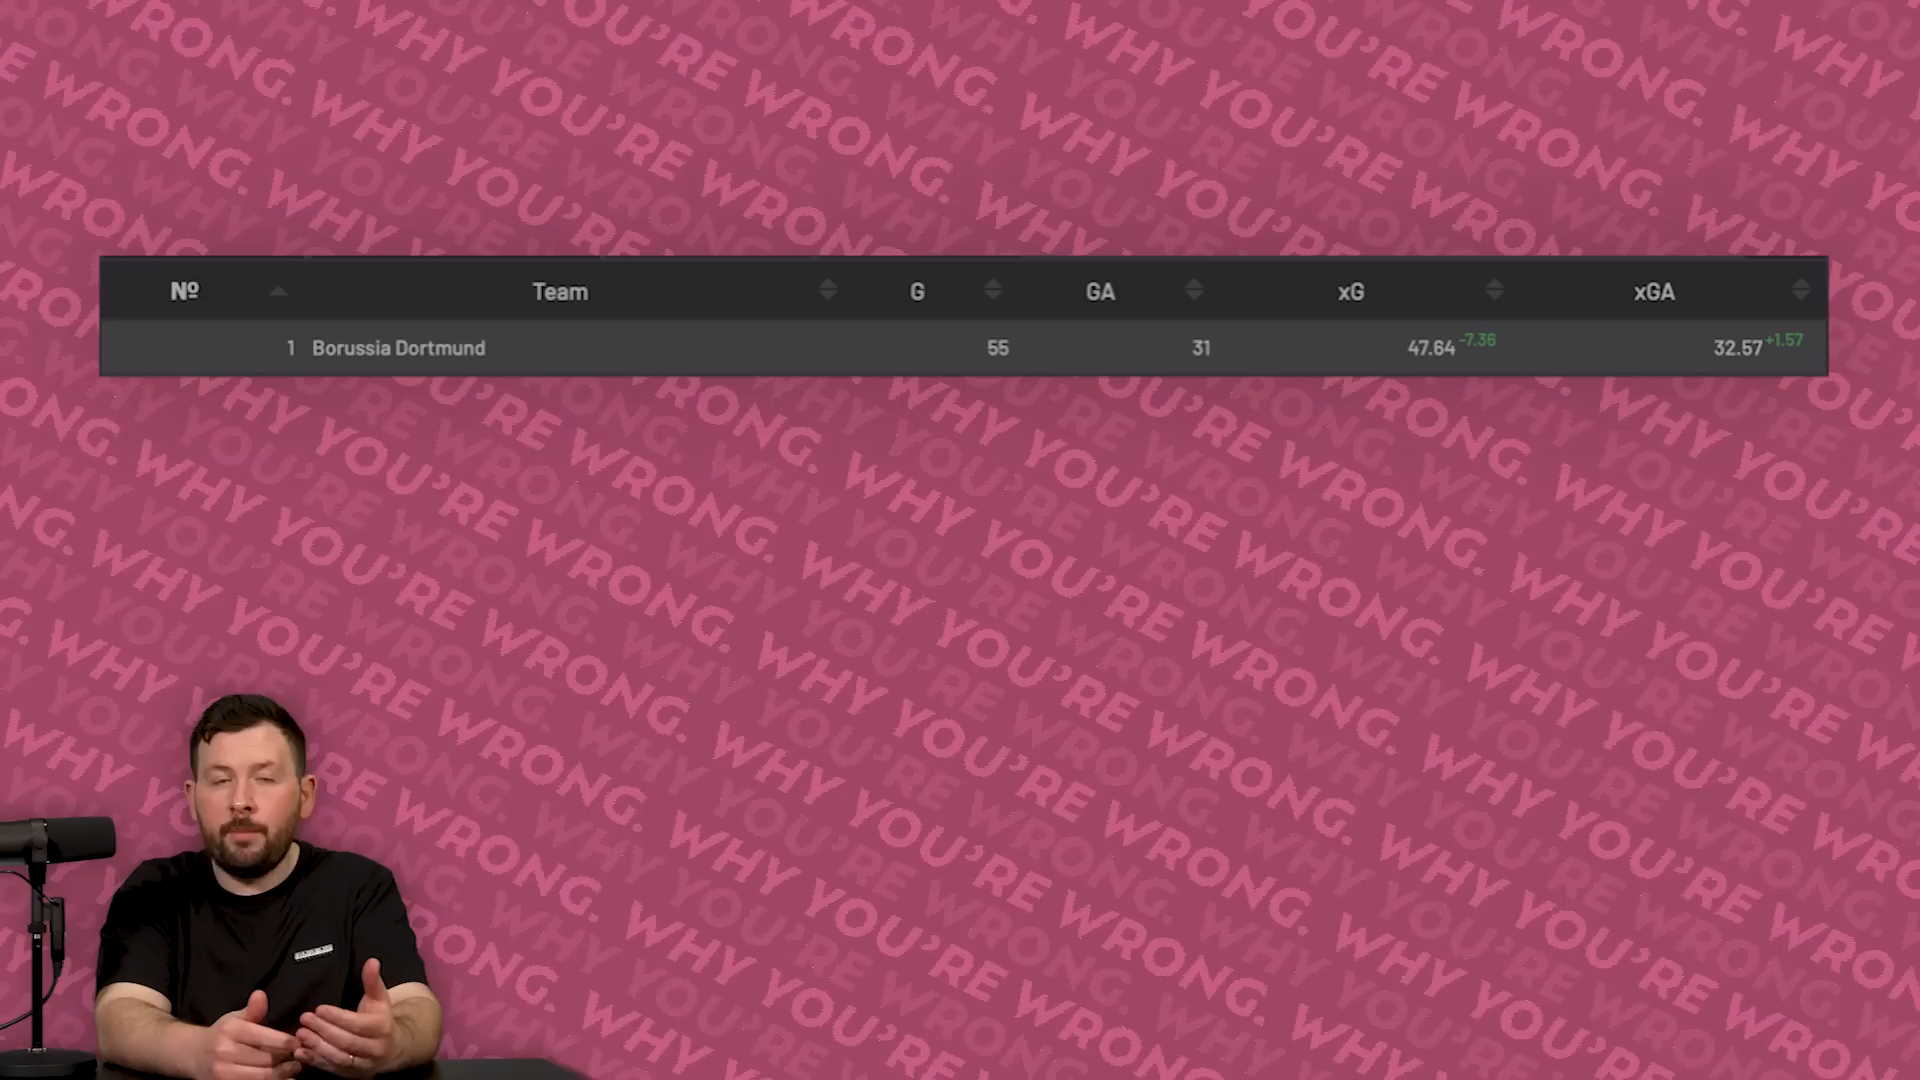 Nº Team G GA xG xGA
1 Borussia Dortmund 55 31 47.64 -7.36 32.57 +1.57
WHY YOU'RE WRONG. WHY YOU'RE WRONG. WHY YOU'RE WRONG.